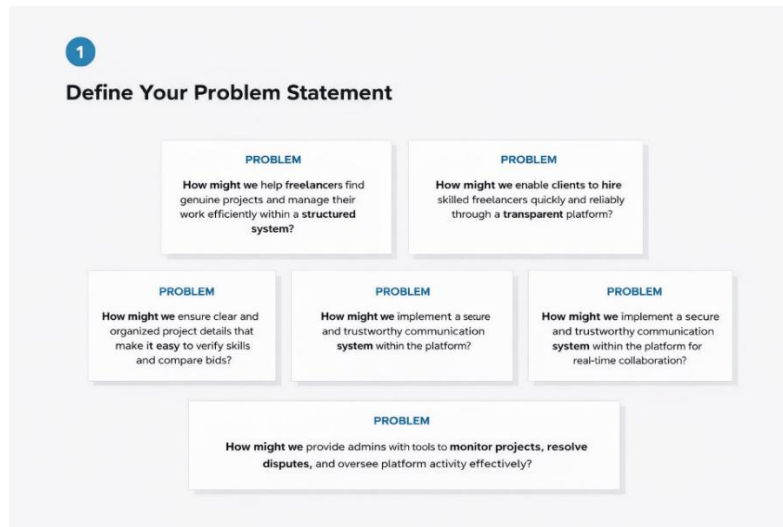 1
Define Your Problem Statement
PROBLEM
How might we help freelancers find
genuine projects and manage their
work efficiently within a structured
system?
PROBLEM
How might we enable clients to hire
skilled freelancers quickly and reliably
through a transparent platform?
PROBLEM
How might we ensure clear and
organized project details that
make it easy to verify skills
and compare bids?
PROBLEM
How might we implement a secure
and trustworthy communication
system within the platform?
PROBLEM
How might we implement a secure
and trustworthy communication
system within the platform for
real-time collaboration?
PROBLEM
How might we provide admins with tools to monitor projects, resolve
disputes, and oversee platform activity effectively?